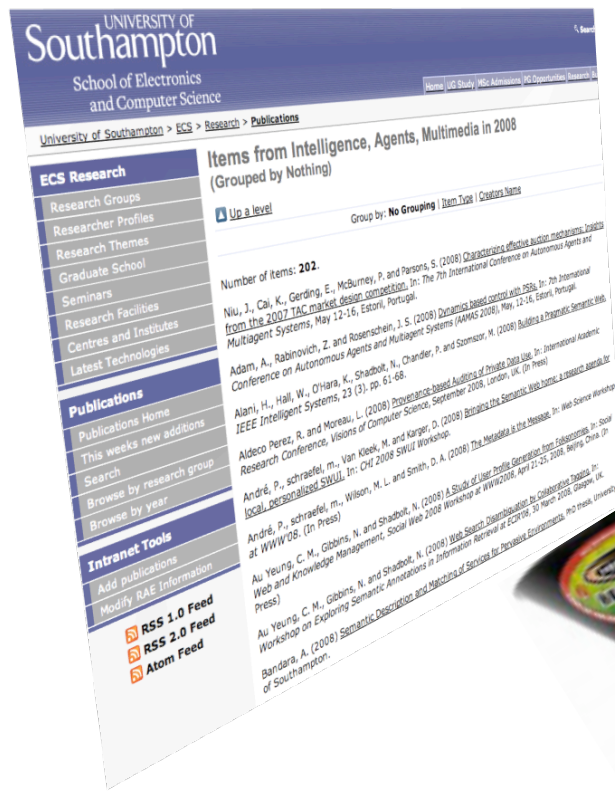 UNIVERSITY OF
Southampton
School of Electronics
and Computer Science
Search
Home | UG Study | MSc Admissions | PG Opportunities | Research |
University of Southampton > ECS > Research > Publications
ECS Research
Research Groups
Researcher Profiles
Research Themes
Graduate School
Seminars
Research Facilities
Centres and Institutes
Latest Technologies
Publications
Publications Home
This weeks new additions
Search
Browse by research group
Browse by year
Intranet Tools
Add publications
Modify RAE Information
RSS 1.0 Feed
RSS 2.0 Feed
Atom Feed
Items from Intelligence, Agents, Multimedia in 2008
(Grouped by Nothing)
Up a level
Group by: No Grouping | Item Type | Creators Name
Number of items: 202.
Niu, J., Cai, K., Gerding, E., McBurney, P. and Parsons, S. (2008) Characterizing effective auction mechanisms: Insights
from the 2007 TAC market design competition. In: The 7th International Conference on Autonomous Agents and
Multiagent Systems, May 12-16, Estoril, Portugal.
Adam, A., Rabinovich, Z. and Rosenschein, J. S. (2008) Dynamics based control with PSRs. In: 7th International
Conference on Autonomous Agents and Multiagent Systems (AAMAS 2008), May, 12-16, Estoril, Portugal.
Alani, H., Hall, W., O'Hara, K., Shadbolt, N., Chandler, P. and Szomszor, M. (2008) Building a Pragmatic Semantic Web.
IEEE Intelligent Systems, 23 (3). pp. 61-68.
Aldeco Perez, R. and Moreau, L. (2008) Provenance-based Auditing of Private Data Use. In: International Academic
Research Conference, Visions of Computer Science, September 2008, London, UK. (In Press)
André, P., schraefel, m., Van Kleek, M. and Karger, D. (2008) Bringing the Semantic Web home: a research agenda for
local, personalized SWUI. In: CHI 2008 SWUI Workshop.
André, P., schraefel, m., Wilson, M. L. and Smith, D. A. (2008) The Metadata is the Message. In: Web Science Workshop
at WWW'08. (In Press)
Au Yeung, C. M., Gibbins, N. and Shadbolt, N. (2008) A Study of User Profile Generation from Folksonomies. In: Social
Web and Knowledge Management, Social Web 2008 Workshop at WWW2008, April 21-25, 2008, Beijing, China. (In
Press)
Au Yeung, C. M., Gibbins, N. and Shadbolt, N. (2008) Web Search Disambiguation by Collaborative Tagging. In:
Workshop on Exploring Semantic Annotations in Information Retrieval at ECIR'08, 30 March 2008, Glasgow, UK.
Bandara, A. (2008) Semantic Description and Matching of Services for Pervasive Environments. PhD thesis, University
of Southampton.